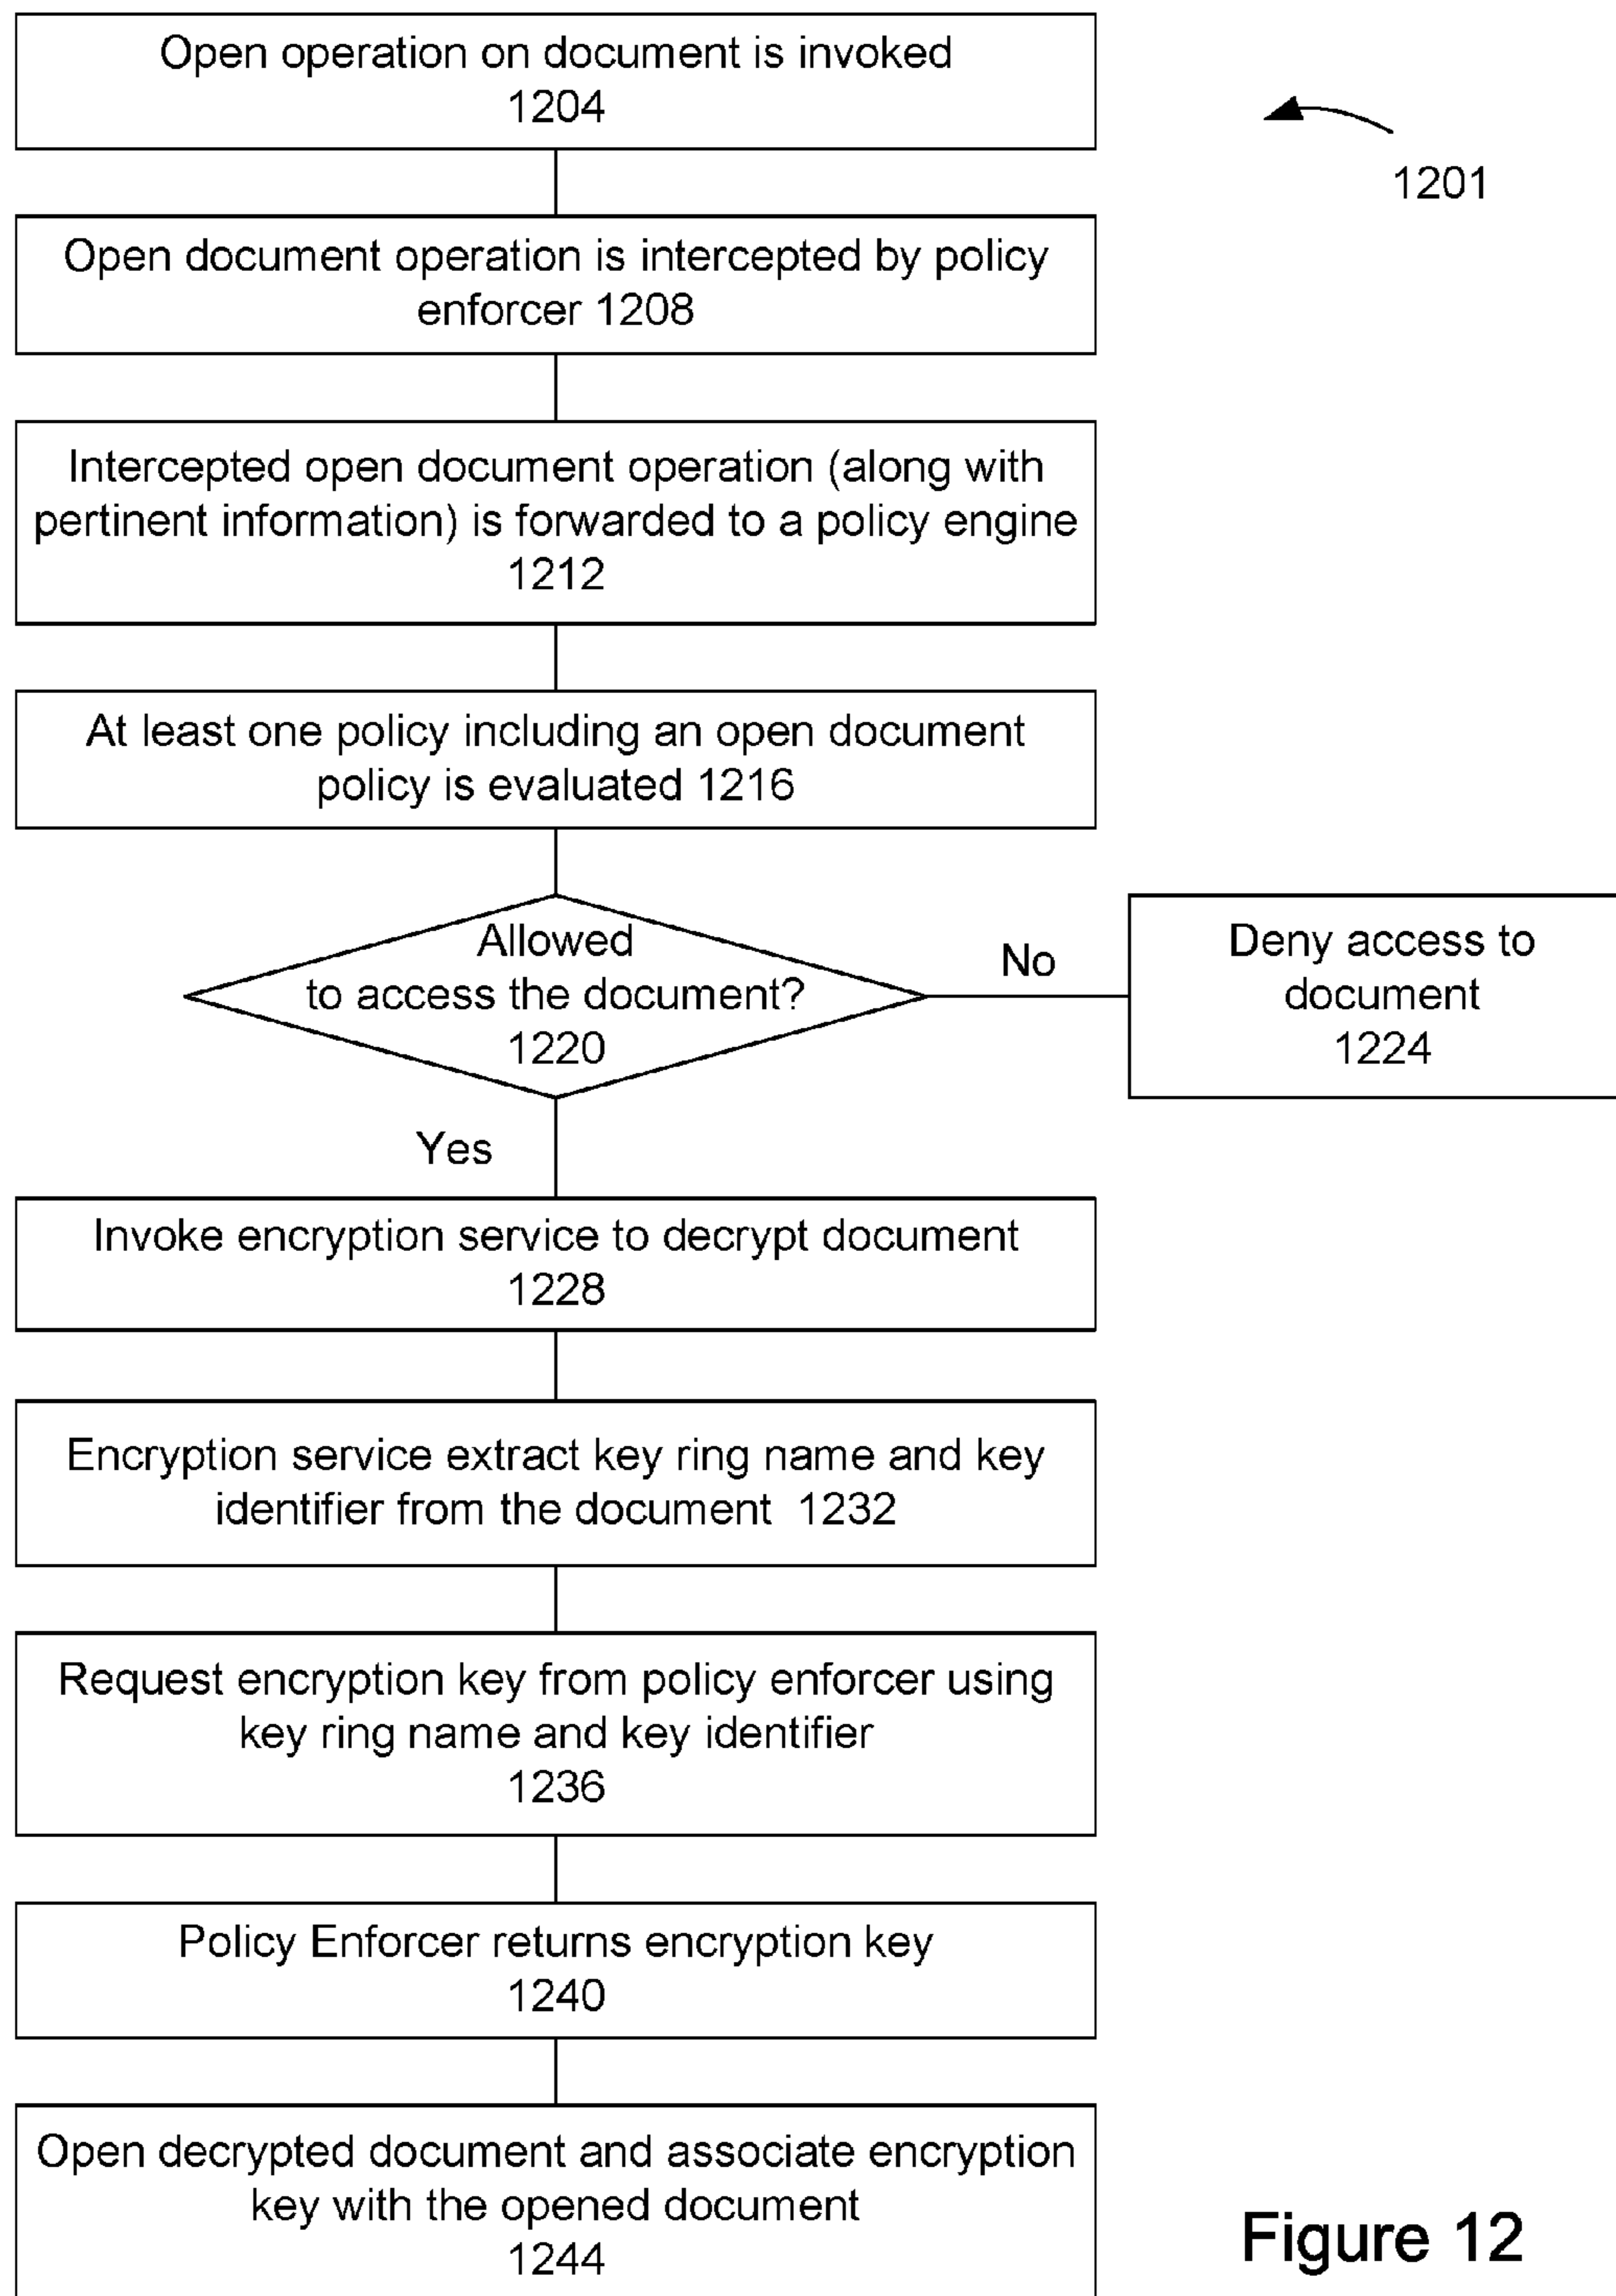 Open operation on document is invoked
1204
1201
Open document operation is intercepted by policy
enforcer 1208
Intercepted open document operation (along with
pertinent information) is forwarded to a policy engine
1212
At least one policy including an open document
policy is evaluated 1216
Allowed
to access the document?
1220
No
Deny access to
document
1224
Yes
Invoke encryption service to decrypt document
1228
Encryption service extract key ring name and key
identifier from the document 1232
Request encryption key from policy enforcer using
key ring name and key identifier
1236
Policy Enforcer returns encryption key
1240
Open decrypted document and associate encryption
key with the opened document
1244
Figure 12